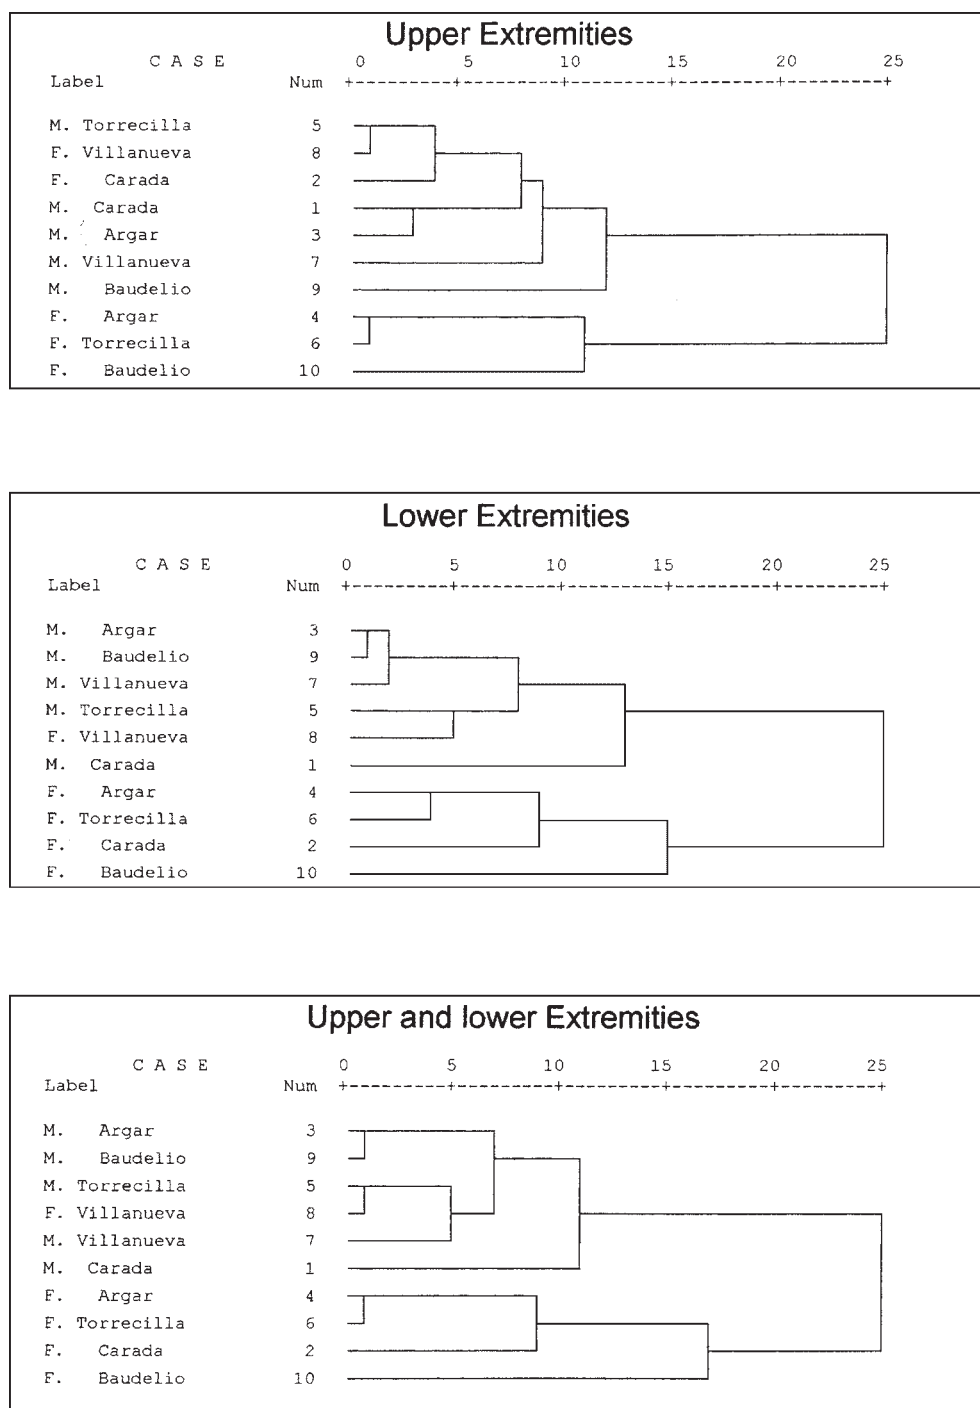 Upper Extremities
C A S E 0 5 10 15 20 25
Label Num +---------+---------+---------+---------+---------+
M. Torrecilla 5
F. Villanueva 8
F. Carada 2
M. Carada 1
M. Argar 3
M. Villanueva 7
M. Baudelio 9
F. Argar 4
F. Torrecilla 6
F. Baudelio 10
Lower Extremities
C A S E 0 5 10 15 20 25
Label Num +---------+---------+---------+---------+---------+
M. Argar 3
M. Baudelio 9
M. Villanueva 7
M. Torrecilla 5
F. Villanueva 8
M. Carada 1
F. Argar 4
F. Torrecilla 6
F. Carada 2
F. Baudelio 10
Upper and lower Extremities
C A S E 0 5 10 15 20 25
Label Num +---------+---------+---------+---------+---------+
M. Argar 3
M. Baudelio 9
M. Torrecilla 5
F. Villanueva 8
M. Villanueva 7
M. Carada 1
F. Argar 4
F. Torrecilla 6
F. Carada 2
F. Baudelio 10